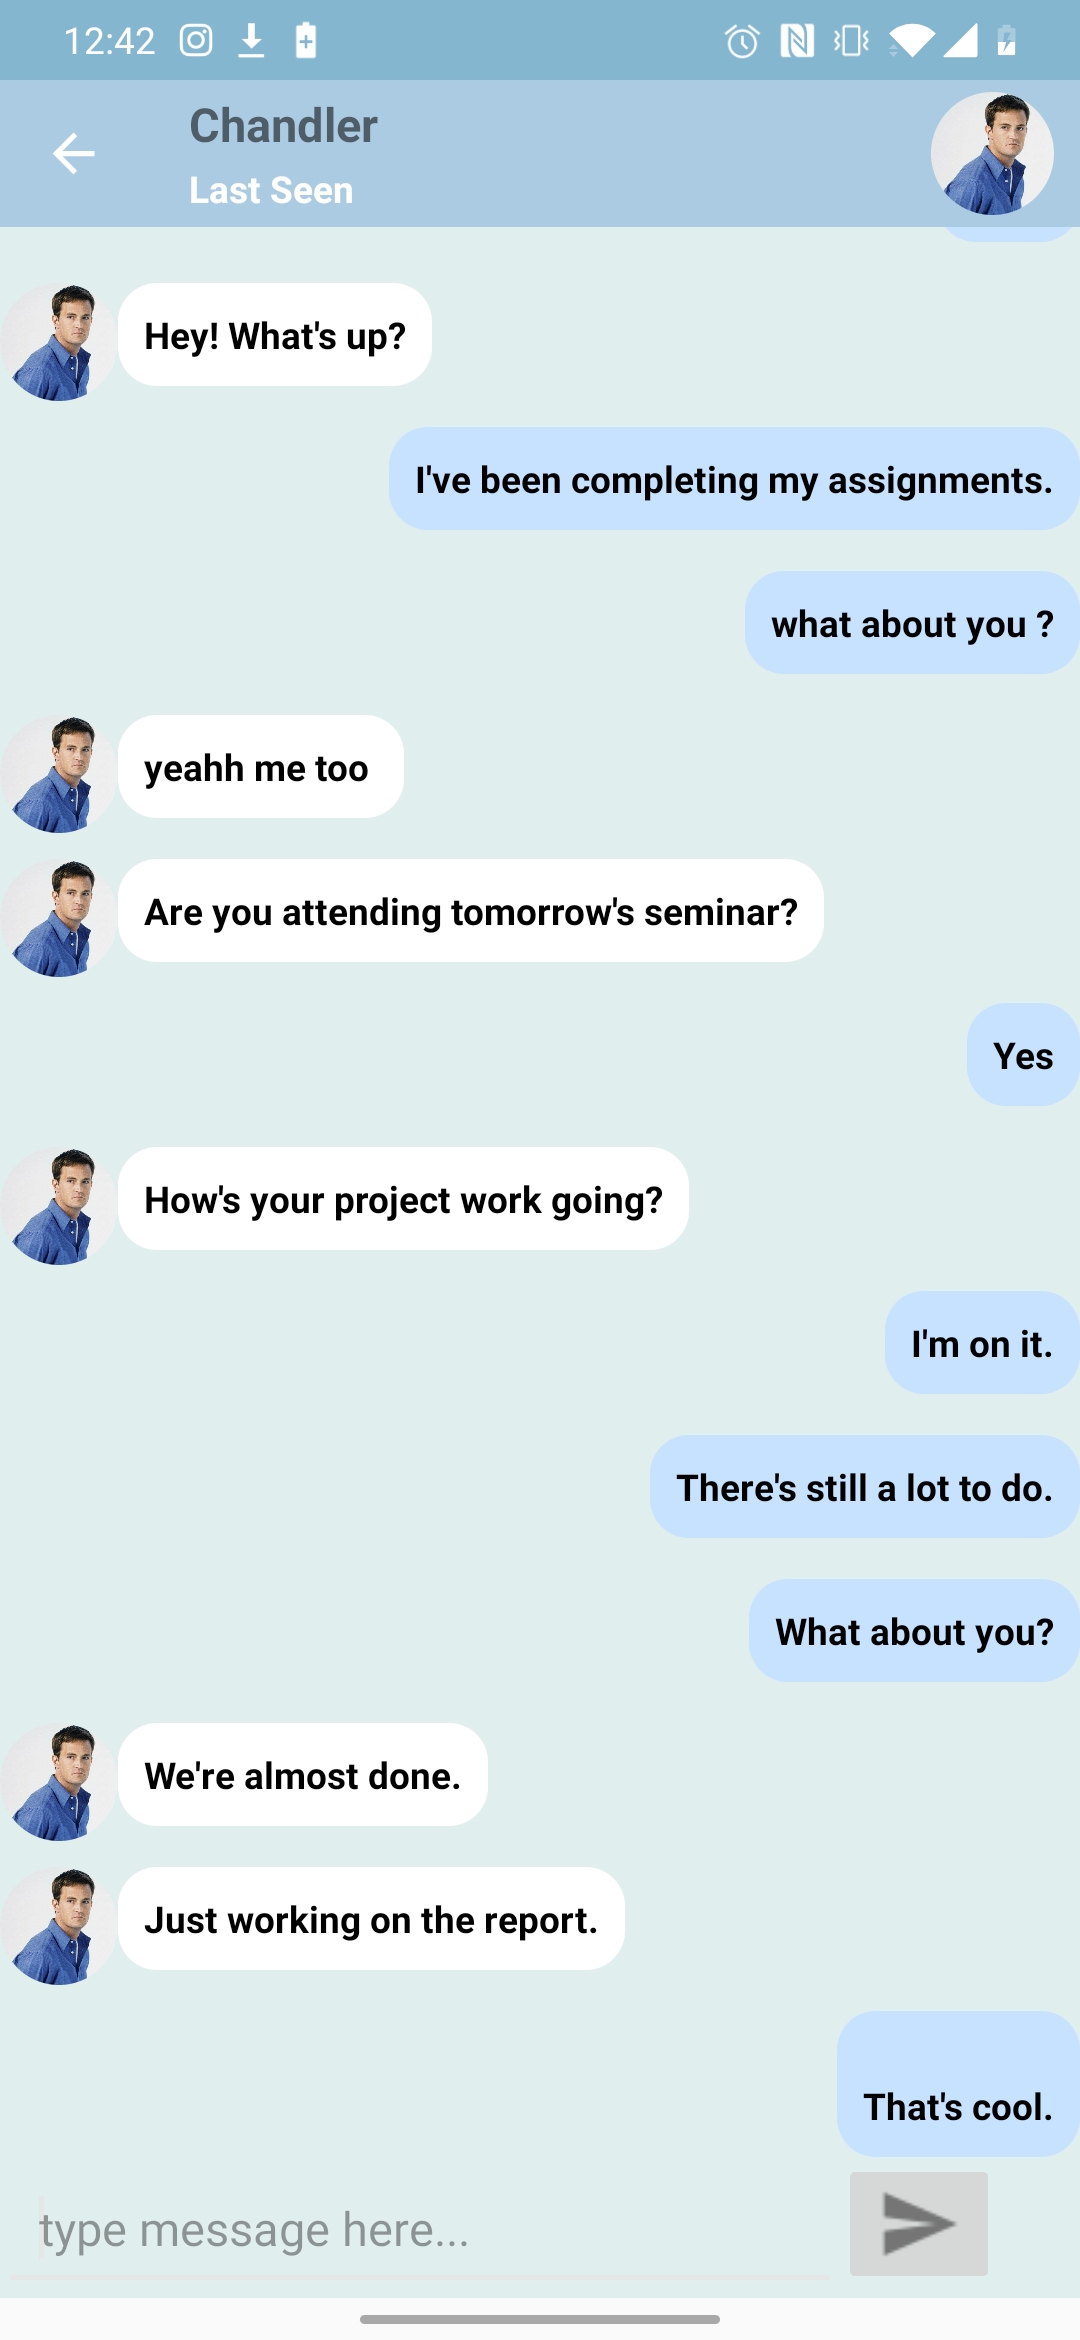 12:42
Chandler
Last Seen
Hey! What's up?
I've been completing my assignments.
what about you ?
yeahh me too
Are you attending tomorrow's seminar?
Yes
How's your project work going?
I'm on it.
There's still a lot to do.
What about you?
We're almost done.
Just working on the report.
That's cool.
type message here...